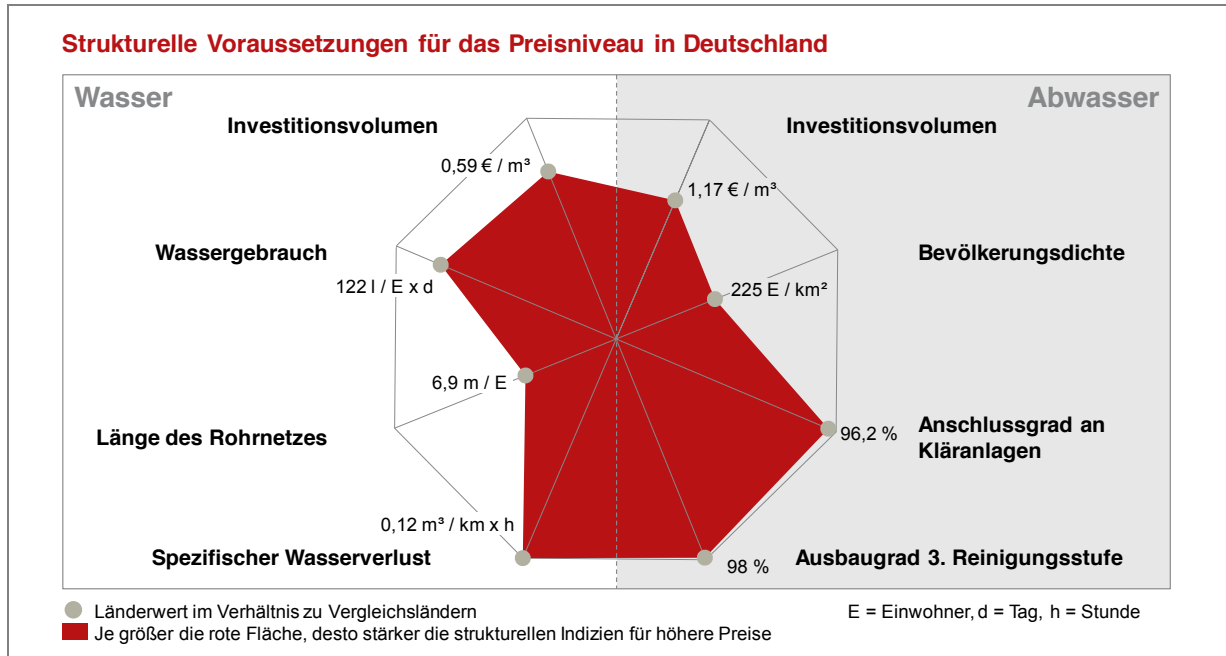 Strukturelle Voraussetzungen für das Preisniveau in Deutschland
Wasser
Abwasser
Investitionsvolumen
0,59 € / m³
Wassergebrauch
122 l / E x d
6,9 m / E
Länge des Rohrnetzes
0,12 m³ / km x h
Spezifischer Wasserverlust
Investitionsvolumen
1,17 € / m³
Bevölkerungsdichte
225 E / km²
96,2 %
Anschlussgrad an
Kläranlagen
98 %
Ausbaugrad 3. Reinigungsstufe
Länderwert im Verhältnis zu Vergleichsländern
E = Einwohner, d = Tag, h = Stunde
Je größer die rote Fläche, desto stärker die strukturellen Indizien für höhere Preise